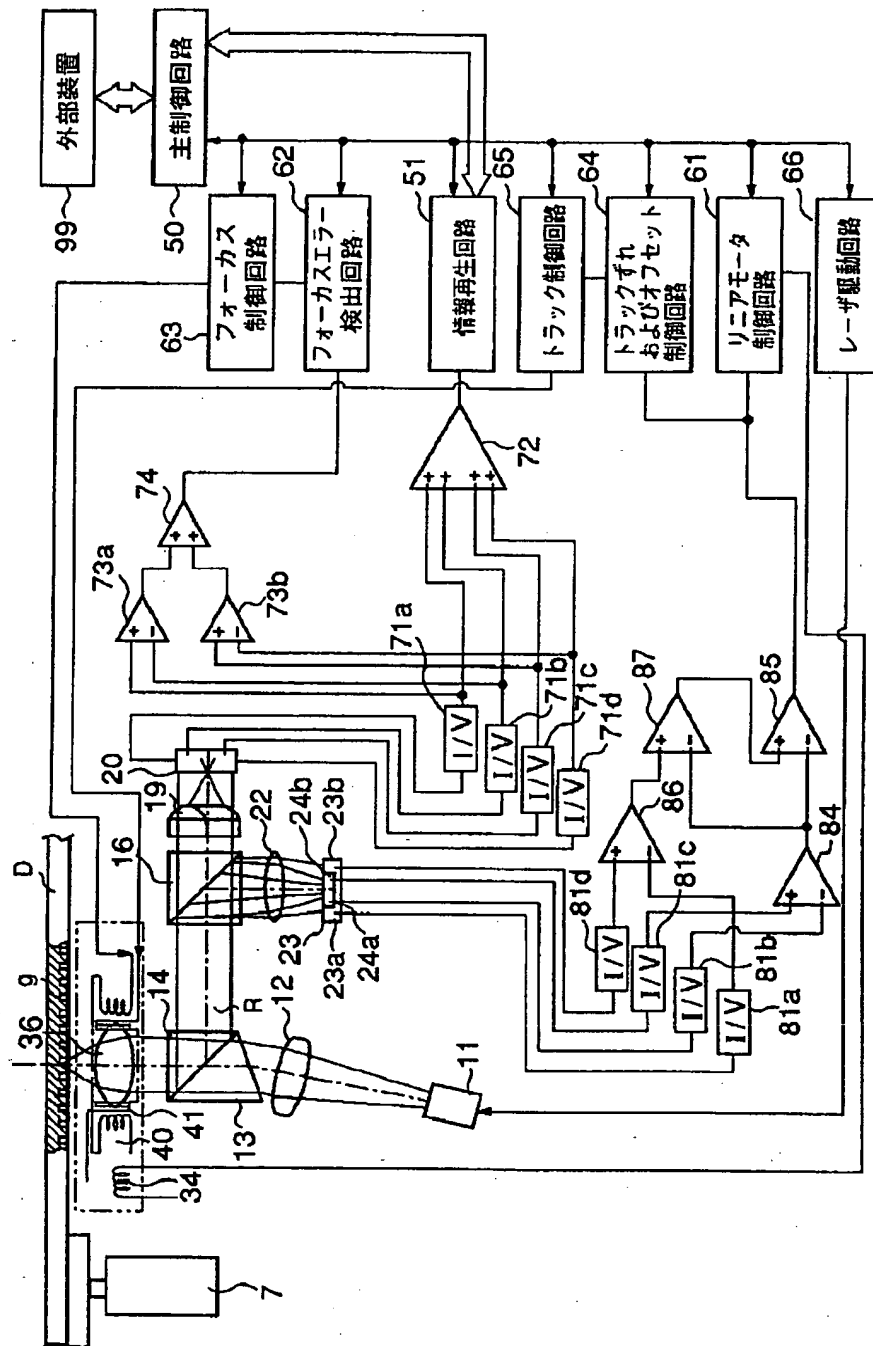 外部装置
99
主制御回路
50
フォーカス
制御回路
63
フォーカスエラー
検出回路
62
情報再生回路
51
トラック制御回路
65
トラックずれ
およびオフセット
制御回路
64
リニアモータ
制御回路
61
レーザ駆動回路
66
74
+
+
73a
+
-
73b
+
-
72
+
+
+
+
71a
I/V
71b
I/V
71c
I/V
71d
I/V
87
+
-
85
+
-
86
+
-
84
+
-
81d
I/V
81c
I/V
81b
I/V
81a
I/V
20
19
16
22
24b
23b
23
23a
24a
D
9
36
14
R
12
13
11
41
40
34
7